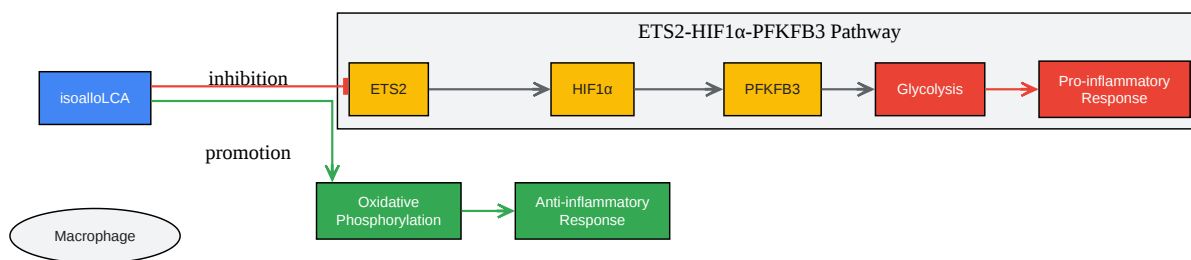 ETS2-HIF1α-PFKFB3 Pathway
inhibition
isoalloLCA
ETS2
HIF1α
PFKFB3
Glycolysis
Pro-inflammatory
Response
promotion
Oxidative
Phosphorylation
Anti-inflammatory
Response
Macrophage